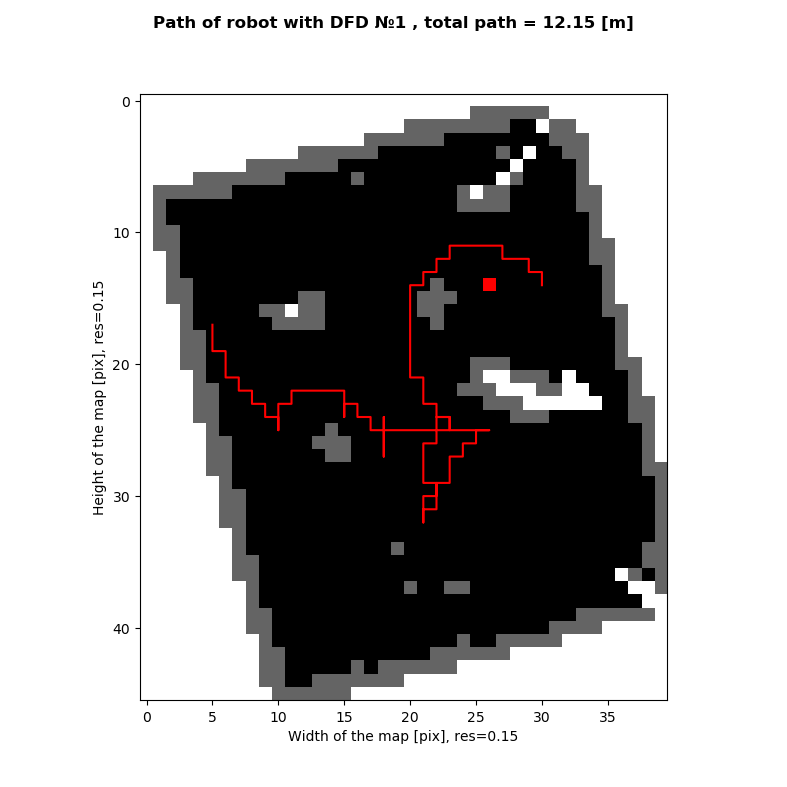 Path of robot with DFD №1 , total path = 12.15 [m]
0
10
20
30
40
Height of the map [pix], res=0.15
0 5 10 15 20 25 30 35
Width of the map [pix], res=0.15